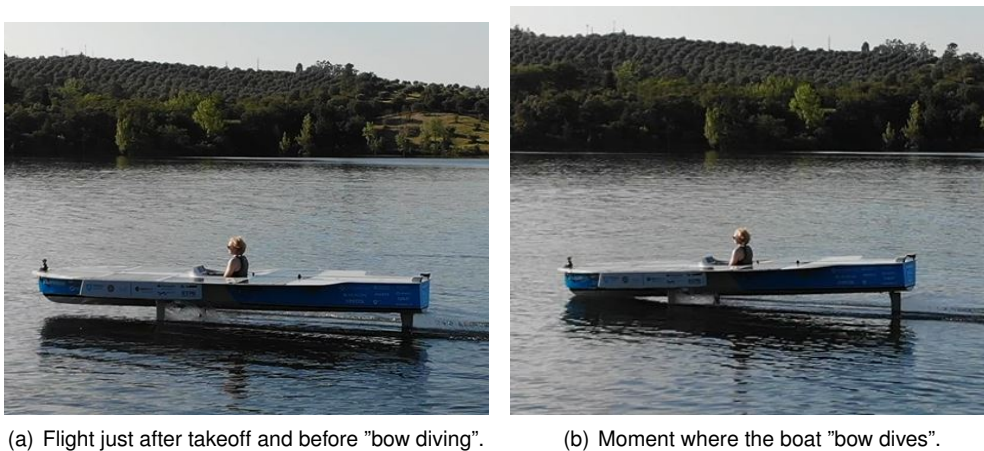 (a) Flight just after takeoff and before ”bow diving”.
(b) Moment where the boat ”bow dives”.